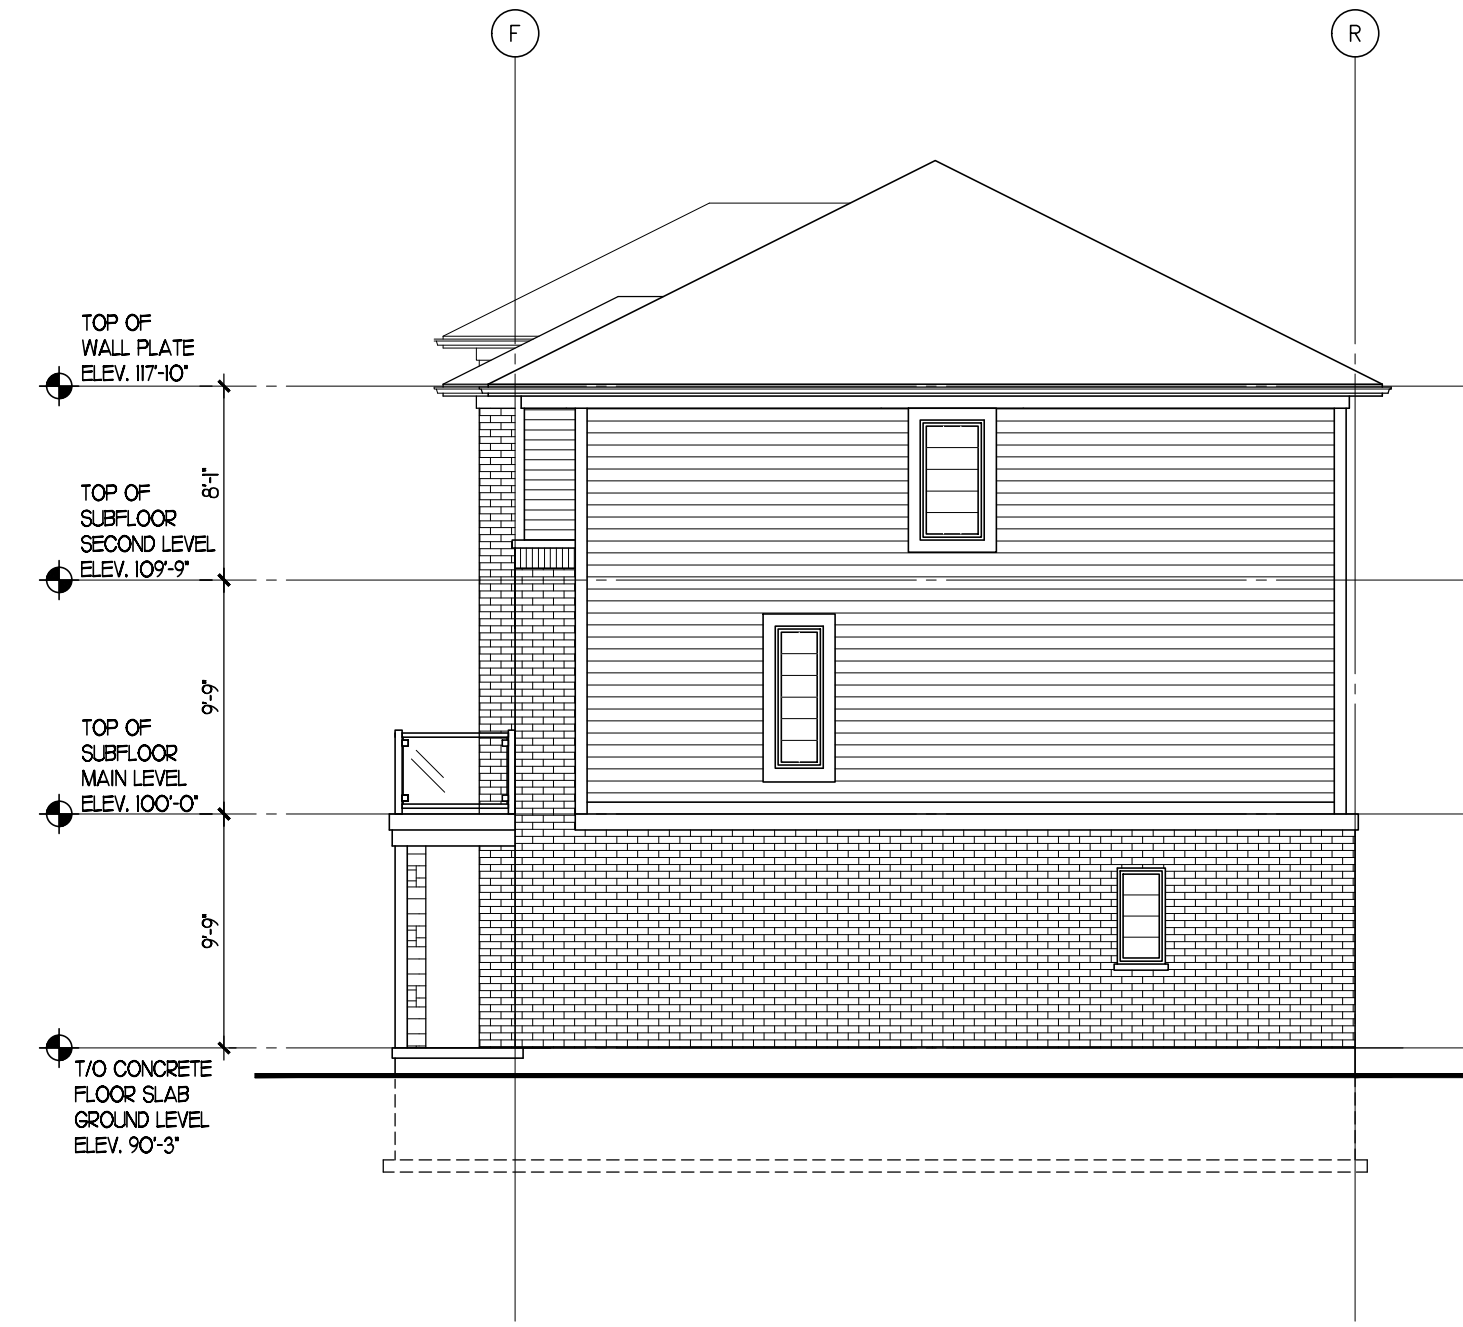 F
R
TOP OF
WALL PLATE
ELEV. 117'-10"
8'-1"
TOP OF
SUBFLOOR
SECOND LEVEL
ELEV. 109'-9"
9'-9"
TOP OF
SUBFLOOR
MAIN LEVEL
ELEV. 100'-0"
9'-9"
T/O CONCRETE
FLOOR SLAB
GROUND LEVEL
ELEV. 90'-3"